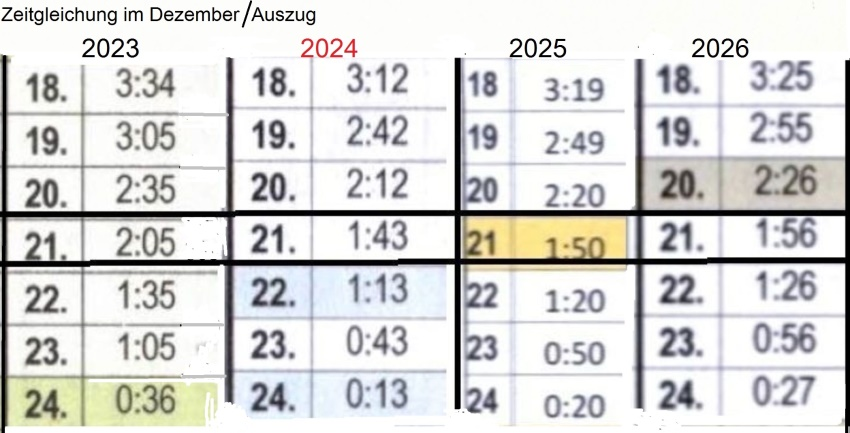 Zeitgleichung im Dezember/Auszug
2023 2024 2025 2026
18. 3:34 18. 3:12 18 3:19 18. 3:25
19. 3:05 19. 2:42 19 2:49 19. 2:55
20. 2:35 20. 2:12 20 2:20 20. 2:26
21. 2:05 21. 1:43 21 1:50 21. 1:56
22. 1:35 22. 1:13 22 1:20 22. 1:26
23. 1:05 23. 0:43 23 0:50 23. 0:56
24. 0:36 24. 0:13 24 0:20 24. 0:27